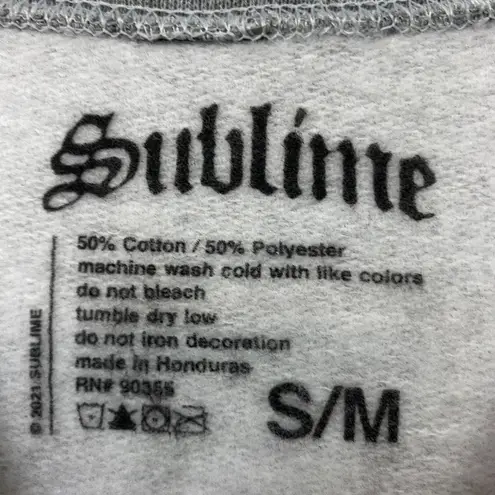 Sublime
50% Cotton / 50% Polyester
machine wash cold with like colors
do not bleach
tumble dry low
do not iron decoration
made in Honduras
RN# 90355
S/M
© 2021 SUBLIME